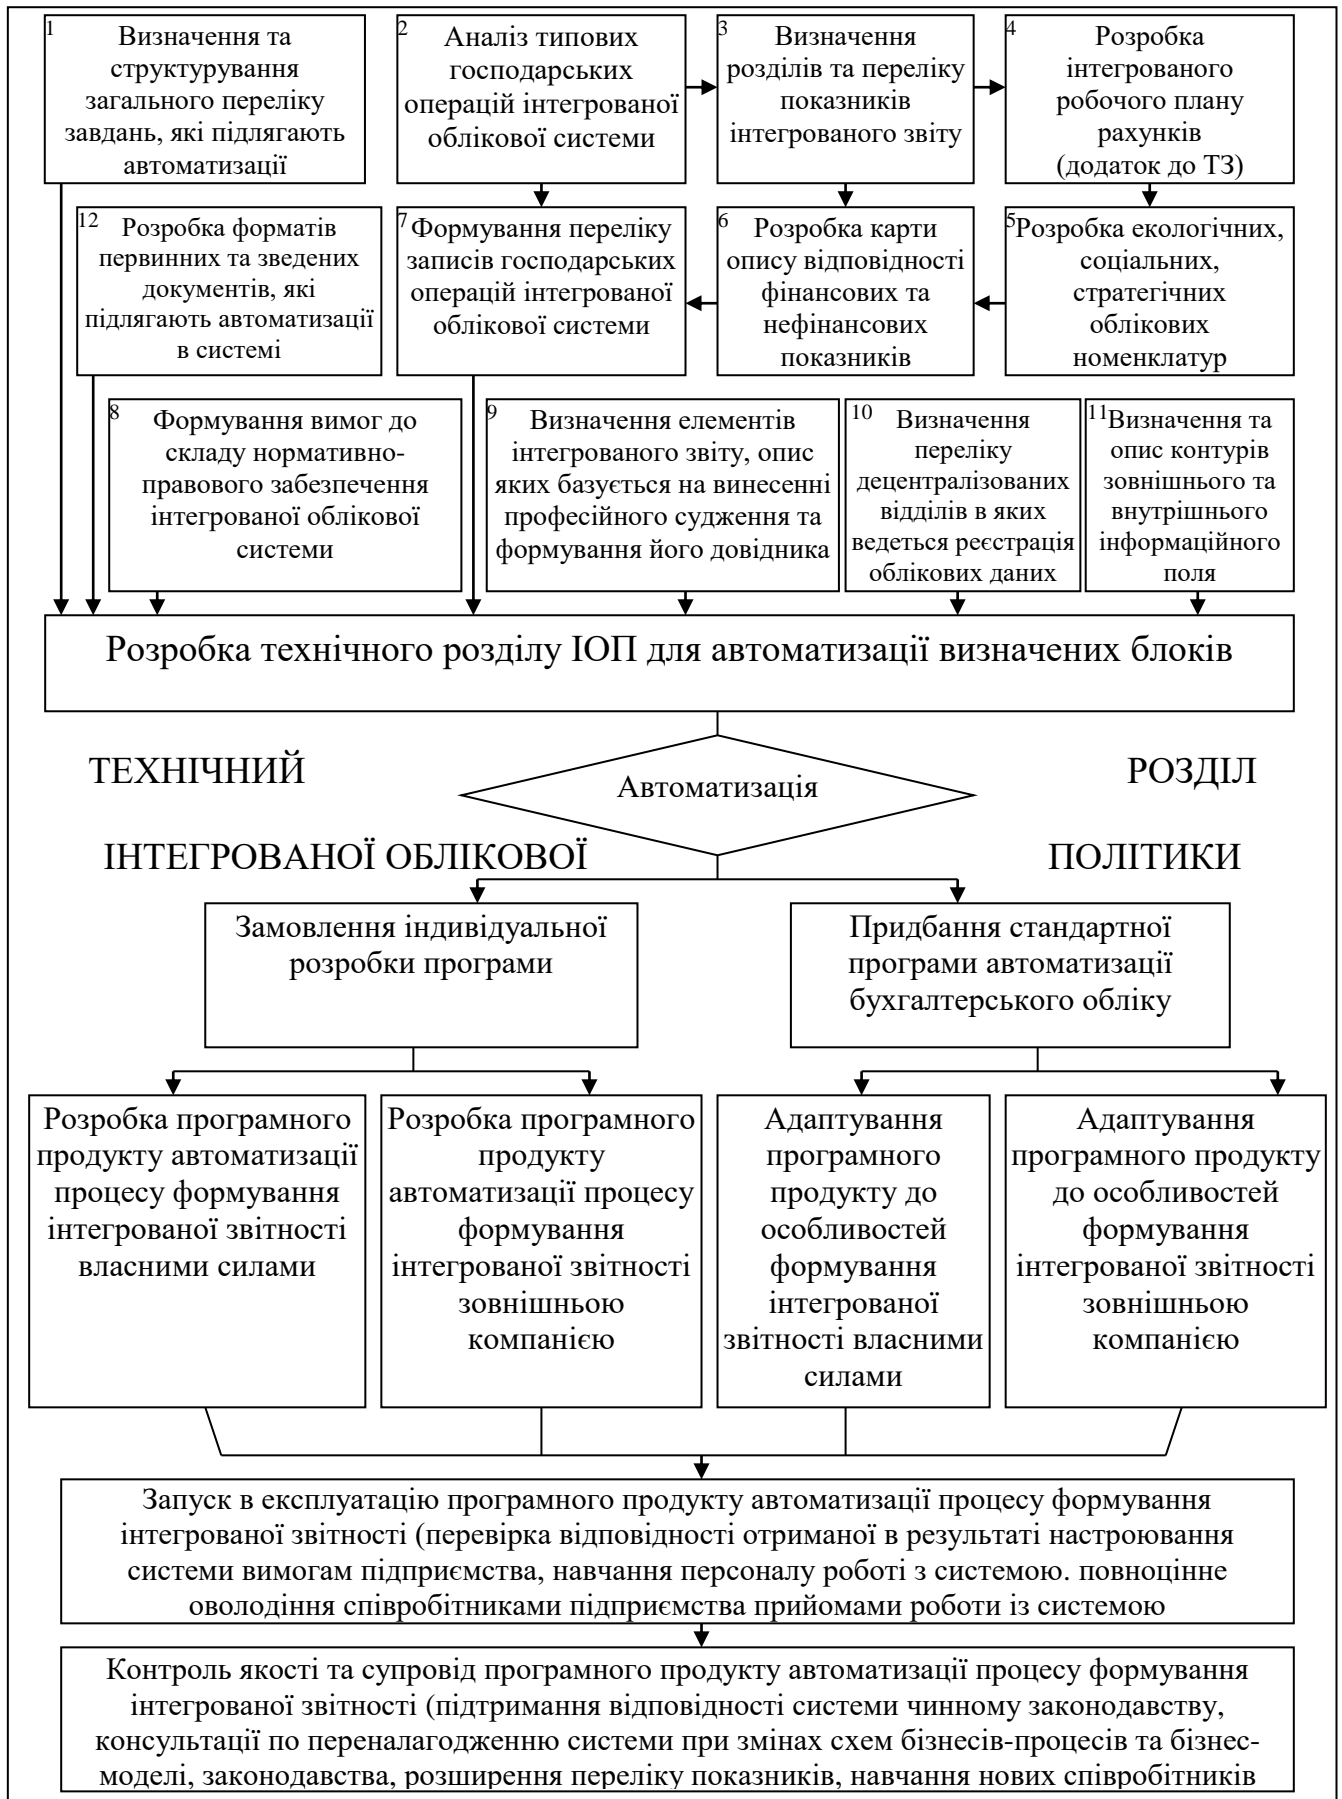 1
Визначення та
структурування
загального переліку
завдань, які підлягають
автоматизації
2
Аналіз типових
господарських
операцій інтегрованої
облікової системи
3
Визначення
розділів та переліку
показників
інтегрованого звіту
4
Розробка
інтегрованого
робочого плану
рахунків
(додаток до ТЗ)
12
Розробка форматів
первинних та зведених
документів, які
підлягають автоматизації
в системі
7
Формування переліку
записів господарських
операцій інтегрованої
облікової системи
6
Розробка карти
опису відповідності
фінансових та
нефінансових
показників
5
Розробка екологічних,
соціальних,
стратегічних
облікових
номенклатур
8
Формування вимог до
складу нормативно-
правового забезпечення
інтегрованої облікової
системи
9
Визначення елементів
інтегрованого звіту, опис
яких базується на винесенні
професійного судження та
формування його довідника
10
Визначення
переліку
децентралізованих
відділів в яких
ведеться реєстрація
облікових даних
11
Визначення та
опис контурів
зовнішнього та
внутрішнього
інформаційного
поля
Розробка технічного розділу ІОП для автоматизації визначених блоків
ТЕХНІЧНИЙ РОЗДІЛ
Автоматизація
ІНТЕГРОВАНОЇ ОБЛІКОВОЇ ПОЛІТИКИ
Замовлення індивідуальної
розробки програми
Придбання стандартної
програми автоматизації
бухгалтерського обліку
Розробка програмного
продукту автоматизації
процесу формування
інтегрованої звітності
власними силами
Розробка програмного
продукту
автоматизації процесу
формування
інтегрованої звітності
зовнішньою
компанією
Адаптування
програмного
продукту до
особливостей
формування
інтегрованої
звітності власними
силами
Адаптування
програмного продукту
до особливостей
формування
інтегрованої звітності
зовнішньою
компанією
Запуск в експлуатацію програмного продукту автоматизації процесу формування
інтегрованої звітності (перевірка відповідності отриманої в результаті настроювання
системи вимогам підприємства, навчання персоналу роботі з системою. повноцінне
оволодіння співробітниками підприємства прийомами роботи із системою
Контроль якості та супровід програмного продукту автоматизації процесу формування
інтегрованої звітності (підтримання відповідності системи чинному законодавству,
консультації по переналагодженню системи при змінах схем бізнесів-процесів та бізнес-
моделі, законодавства, розширення переліку показників, навчання нових співробітників